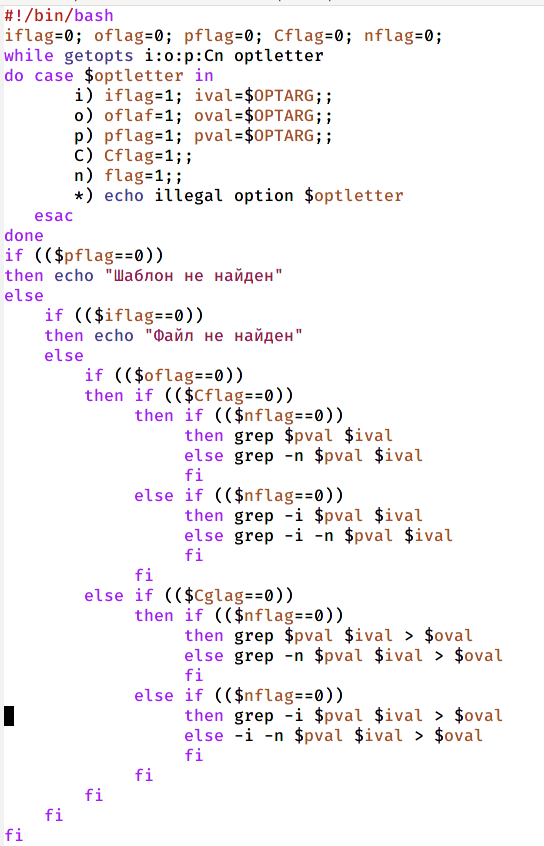 #!/bin/bash
iflag=0; oflag=0; pflag=0; Cflag=0; nflag=0;
while getopts i:o:p:Cn optletter
do case $optletter in
       i) iflag=1; ival=$OPTARG;;
       o) oflaf=1; oval=$OPTARG;;
       p) pflag=1; pval=$OPTARG;;
       C) Cflag=1;;
       n) flag=1;;
       *) echo illegal option $optletter
   esac
done
if (($pflag==0))
then echo "Шаблон не найден"
else
    if (($iflag==0))
    then echo "Файл не найден"
    else
        if (($oflag==0))
        then if (($Cflag==0))
             then if (($nflag==0))
                  then grep $pval $ival
                  else grep -n $pval $ival
                  fi
             else if (($nflag==0))
                  then grep -i $pval $ival
                  else grep -i -n $pval $ival
                  fi
             fi
        else if (($Cglag==0))
             then if (($nflag==0))
                  then grep $pval $ival > $oval
                  else grep -n $pval $ival > $oval
                  fi
             else if (($nflag==0))
                  then grep -i $pval $ival > $oval
                  else -i -n $pval $ival > $oval
                  fi
             fi
        fi
    fi
fi